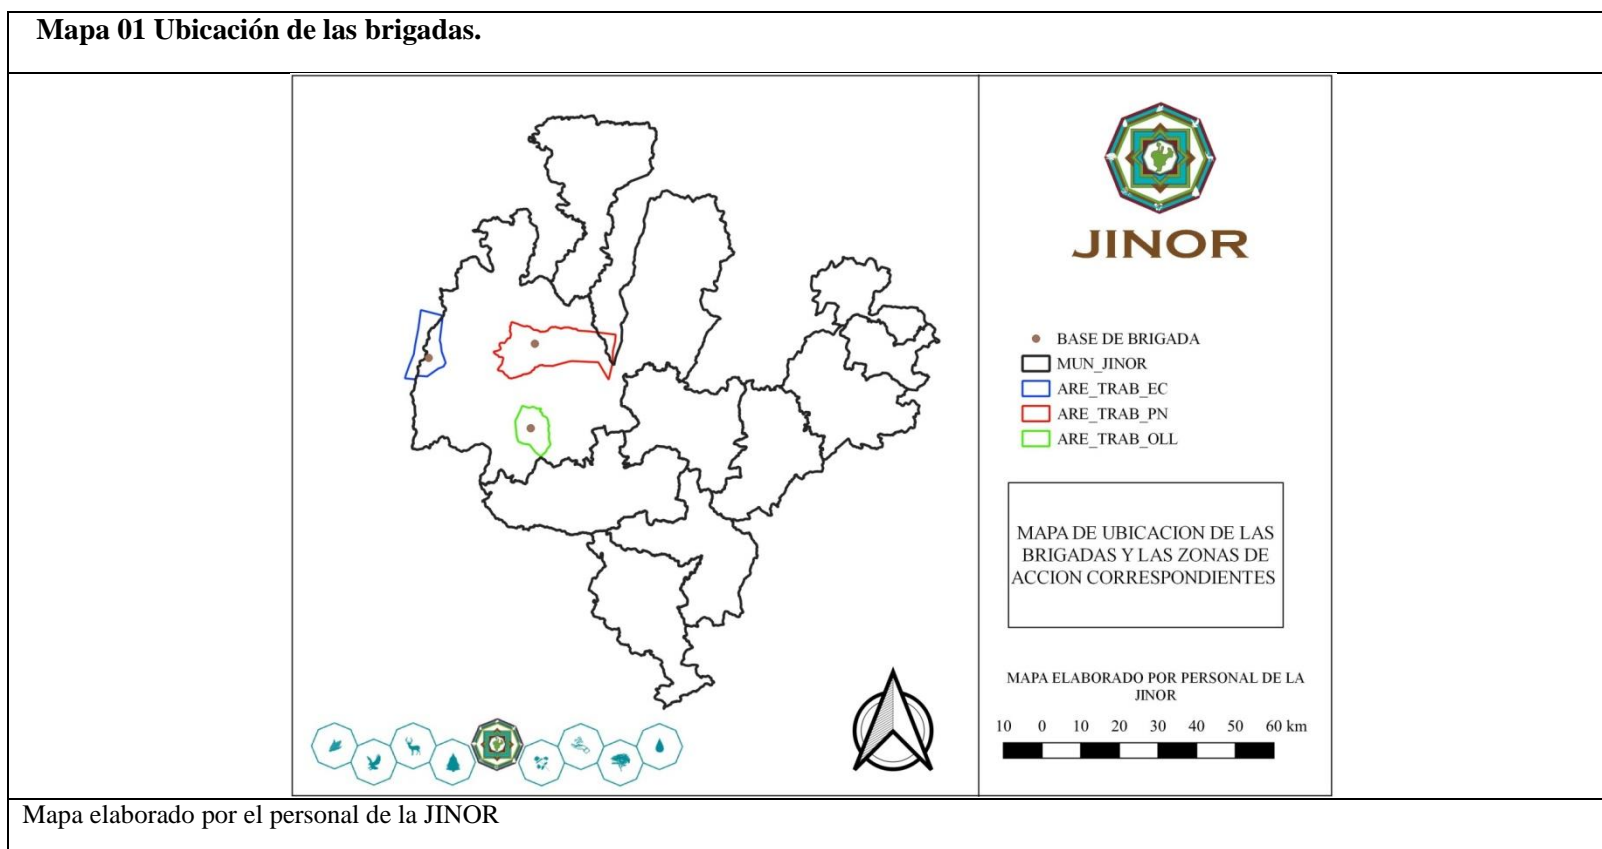 Mapa 01 Ubicación de las brigadas.
JINOR
BASE DE BRIGADA
MUN_JINOR
ARE_TRAB_EC
ARE_TRAB_PN
ARE_TRAB_OLL
MAPA DE UBICACION DE LAS
BRIGADAS Y LAS ZONAS DE
ACCION CORRESPONDIENTES
MAPA ELABORADO POR PERSONAL DE LA
JINOR
10 0 10 20 30 40 50 60 km
Mapa elaborado por el personal de la JINOR